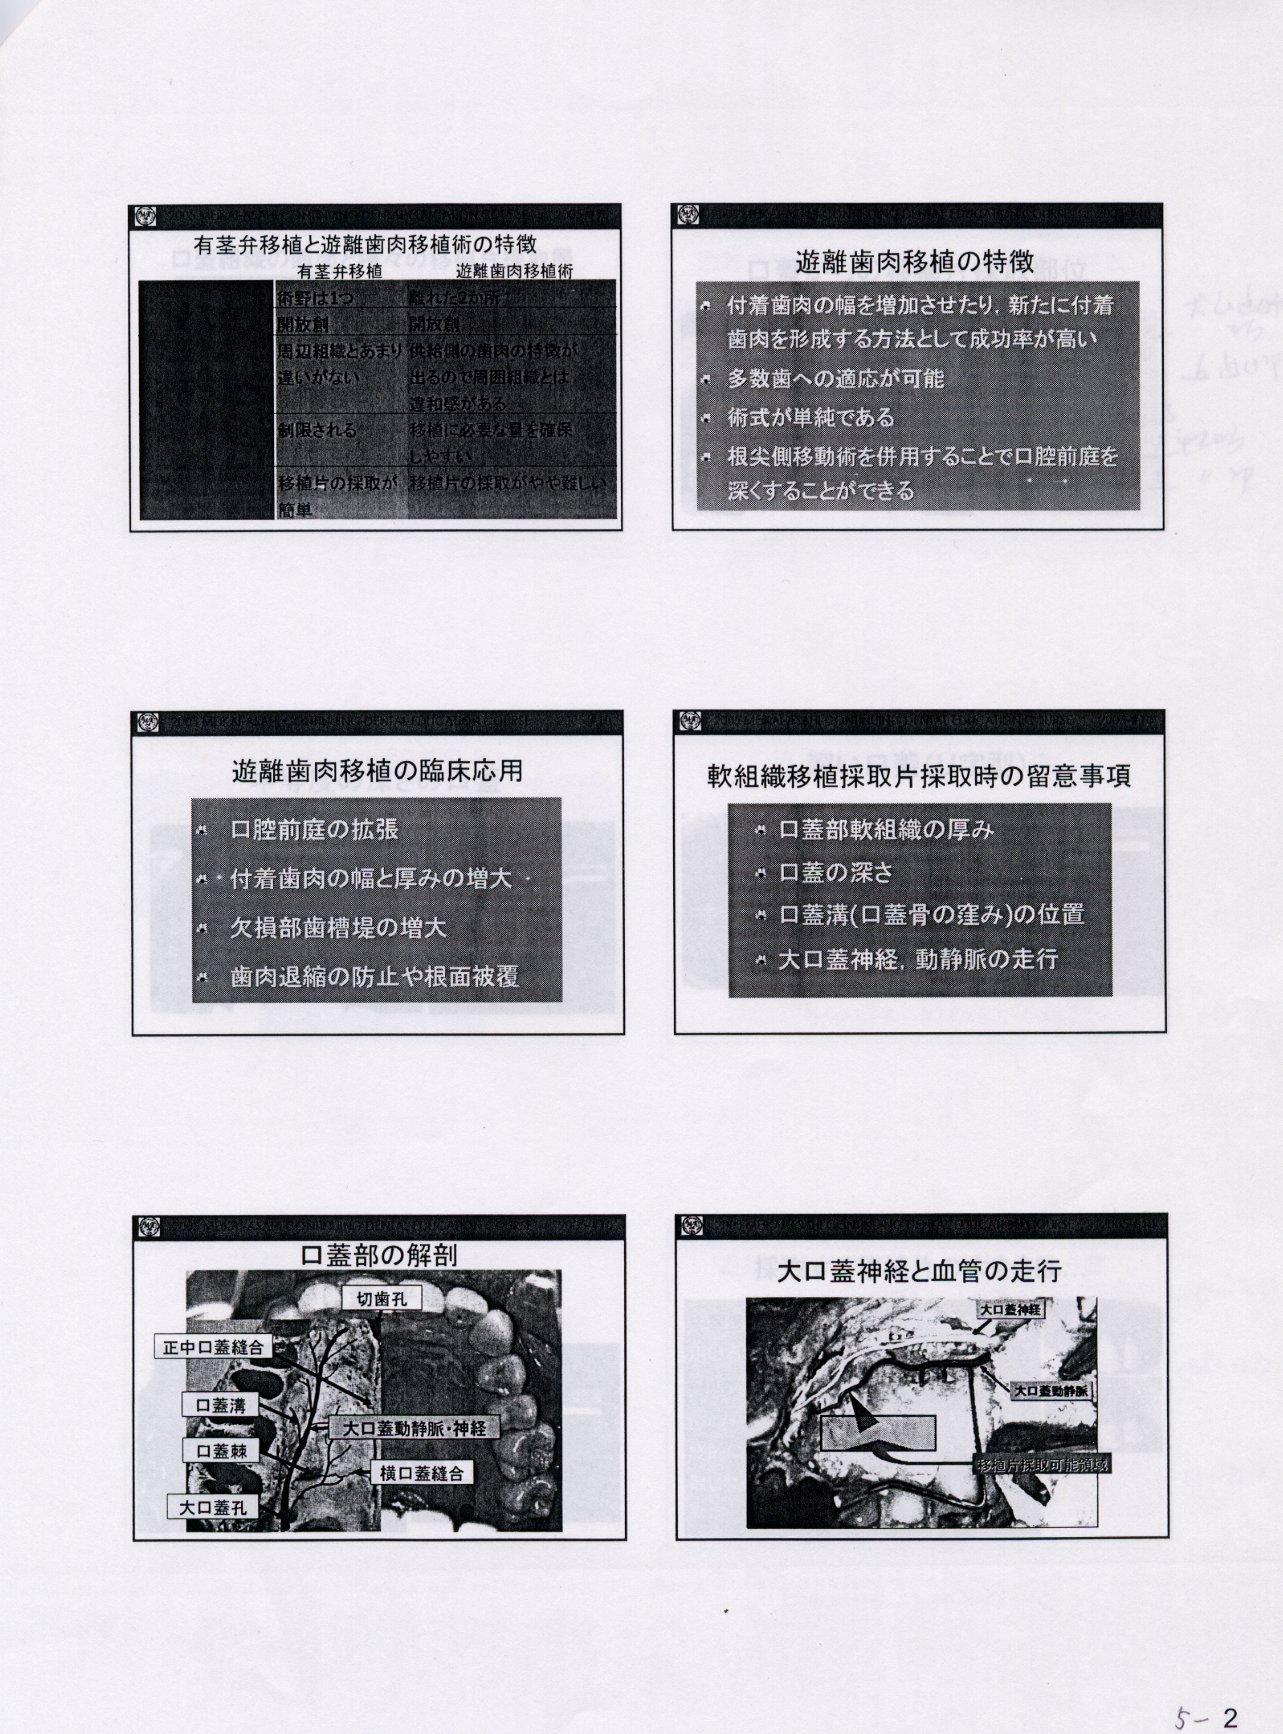 有茎弁移植と遊離歯肉移植術の特徴
有茎弁移植 遊離歯肉移植術
術野は1つ 離れた2か所
開放創 開放創
周辺組織とあまり 供給側の歯肉の特徴が
違いがない 出るので周囲組織とは
違和感がある
制限される 移植に必要な量を確保
しやすい
移植片の採取が 移植片の採取がやや難しい
簡単
遊離歯肉移植の特徴
付着歯肉の幅を増加させたり，新たに付着
歯肉を形成する方法として成功率が高い
多数歯への適応が可能
術式が単純である
根尖側移動術を併用することで口腔前庭を
深くすることができる
2005 MEIKAI-ASAHI CONTINUING DENTAL EDUCATION COURSE
遊離歯肉移植の臨床応用
口腔前庭の拡張
付着歯肉の幅と厚みの増大
欠損部歯槽堤の増大
歯肉退縮の防止や根面被覆
軟組織移植採取片採取時の留意事項
口蓋部軟組織の厚み
口蓋の深さ
口蓋溝(口蓋骨の窪み)の位置
大口蓋神経，動静脈の走行
口蓋部の解剖
切歯孔
正中口蓋縫合
口蓋溝
大口蓋動静脈・神経
口蓋棘
横口蓋縫合
大口蓋孔
大口蓋神経と血管の走行
大口蓋神経
大口蓋動静脈
移植片採取可能領域
5- 2